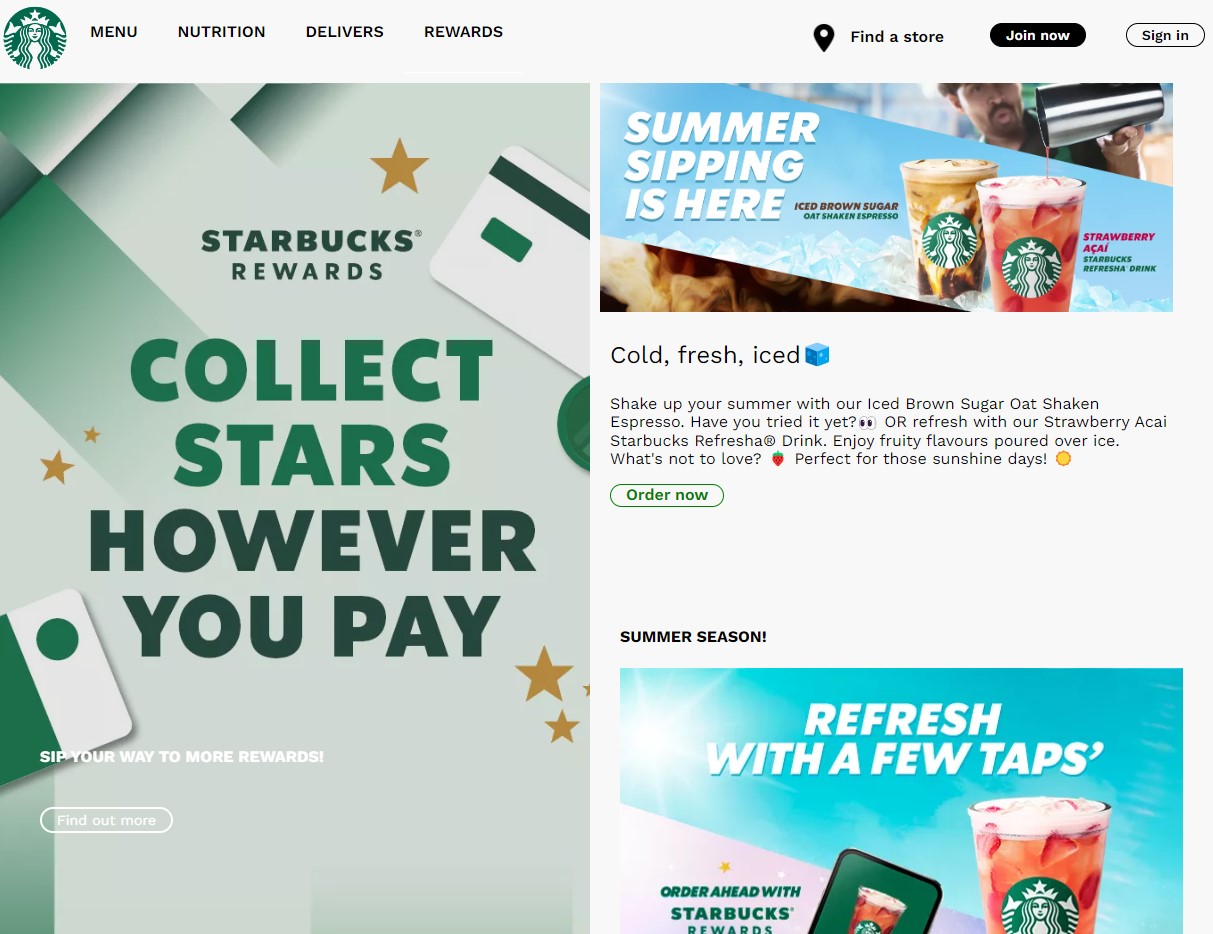 MENU
NUTRITION
DELIVERS
REWARDS
Find a store
Join now
Sign in
STARBUCKS®
REWARDS
COLLECT
STARS
HOWEVER
YOU PAY
SIP YOUR WAY TO MORE REWARDS!
Find out more
SUMMER
SIPPING
IS HERE
ICED BROWN SUGAR
OAT SHAKEN ESPRESSO
STRAWBERRY
AÇAÍ
STARBUCKS
REFRESHA DRINK
Cold, fresh, iced🧊
Shake up your summer with our Iced Brown Sugar Oat Shaken
Espresso. Have you tried it yet?👀 OR refresh with our Strawberry Acai
Starbucks Refresha® Drink. Enjoy fruity flavours poured over ice.
What's not to love? 🍓 Perfect for those sunshine days! 🌞
Order now
SUMMER SEASON!
REFRESH
WITH A FEW TAPS’
ORDER AHEAD WITH
STARBUCKS®
REWARDS